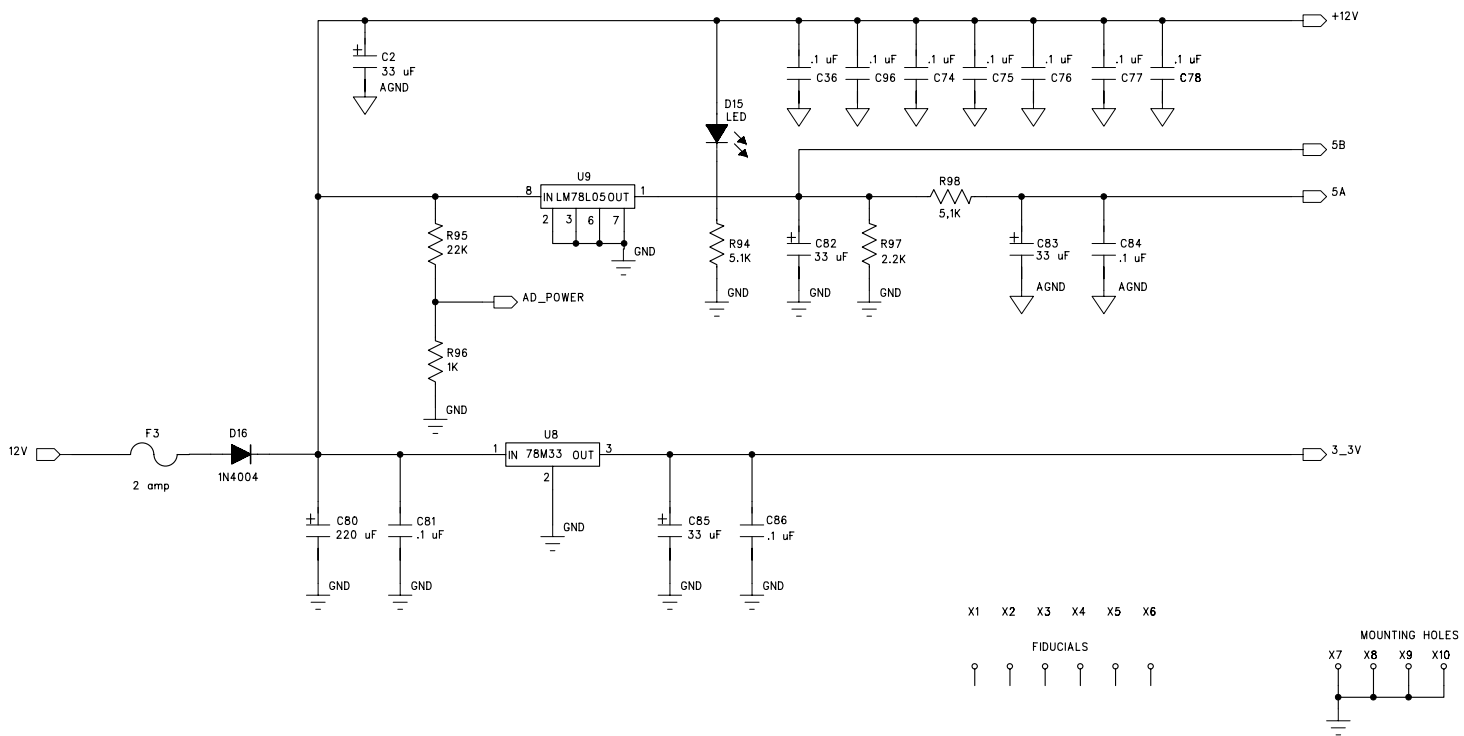 +12V
C2
33 uF
AGND
.1 uF
C36
.1 uF
C96
.1 uF
C74
.1 uF
C75
.1 uF
C76
.1 uF
C77
.1 uF
C78
D15
LED
5B
U9
8
IN LM78L05 OUT
1
2 3 6 7
GND
R98
5,1K
5A
R95
22K
R94
5.1K
GND
C82
33 uF
GND
R97
2.2K
GND
C83
33 uF
AGND
C84
.1 uF
AGND
AD_POWER
R96
1K
GND
12V
F3
2 amp
D16
1N4004
U8
1
IN 78M33 OUT
3
2
GND
3_3V
C80
220 uF
GND
C81
.1 uF
GND
C85
33 uF
GND
C86
.1 uF
GND
X1 X2 X3 X4 X5 X6
FIDUCIALS
MOUNTING HOLES
X7 X8 X9 X10